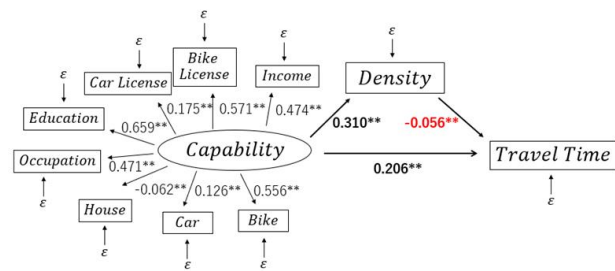 ε
ε
ε
ε
Bike
License
Car License
Income
Density
ε
Education
0.175**
0.571**
0.474**
0.659**
0.310**
-0.056**
Occupation
Capability
Travel Time
0.471**
0.206**
-0.062**
0.126**
0.556**
ε
ε
House
Car
Bike
ε
ε
ε